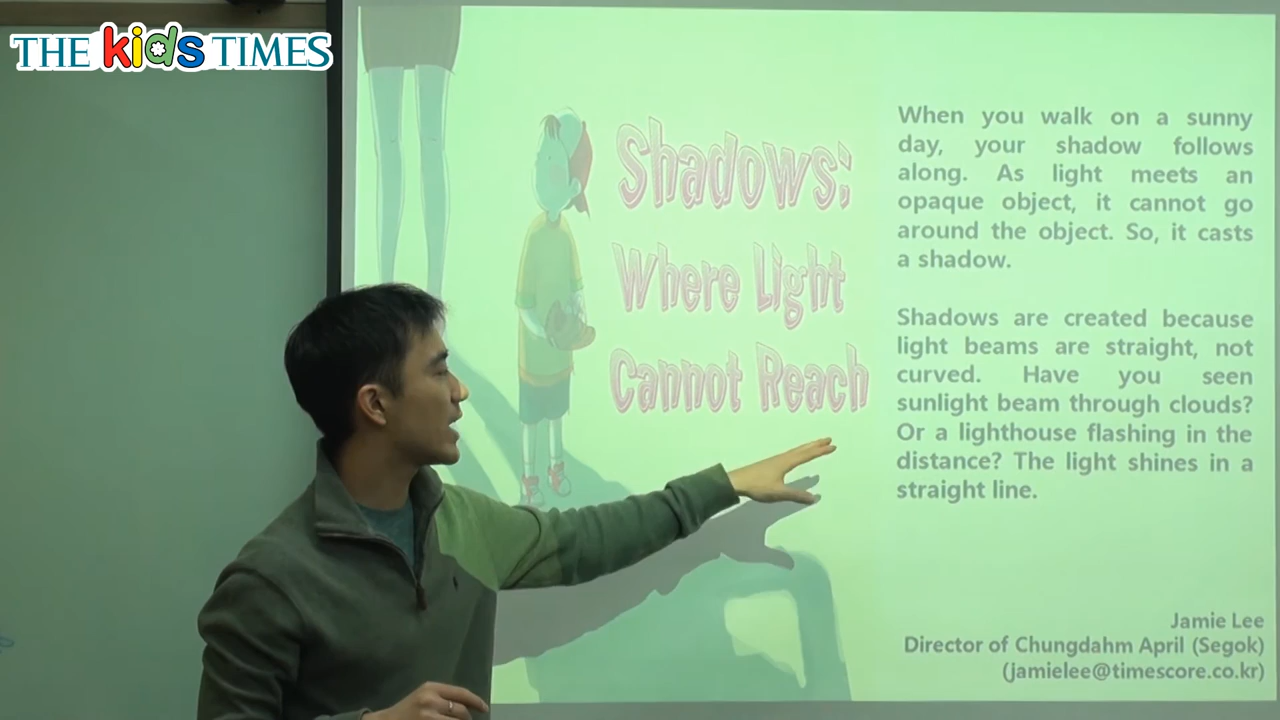 THE kids TIMES
Shadows:
Where Light
Cannot Reach
When you walk on a sunny
day, your shadow follows
along. As light meets an
opaque object, it cannot go
around the object. So, it casts
a shadow.
Shadows are created because
light beams are straight, not
curved. Have you seen
sunlight beam through clouds?
Or a lighthouse flashing in the
distance? The light shines in a
straight line.
Jamie Lee
Director of Chungdahm April (Segok)
(jamielee@timescore.co.kr)